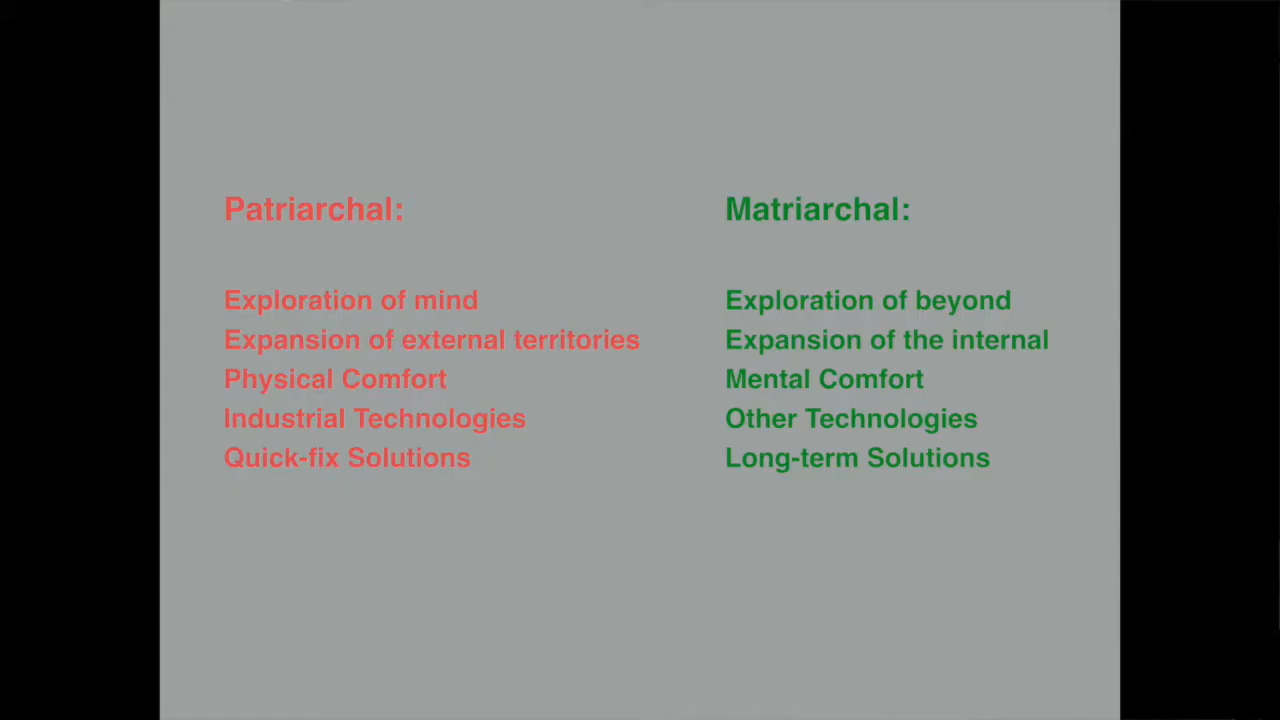 Patriarchal:
Exploration of mind
Expansion of external territories
Physical Comfort
Industrial Technologies
Quick-fix Solutions
Matriarchal:
Exploration of beyond
Expansion of the internal
Mental Comfort
Other Technologies
Long-term Solutions